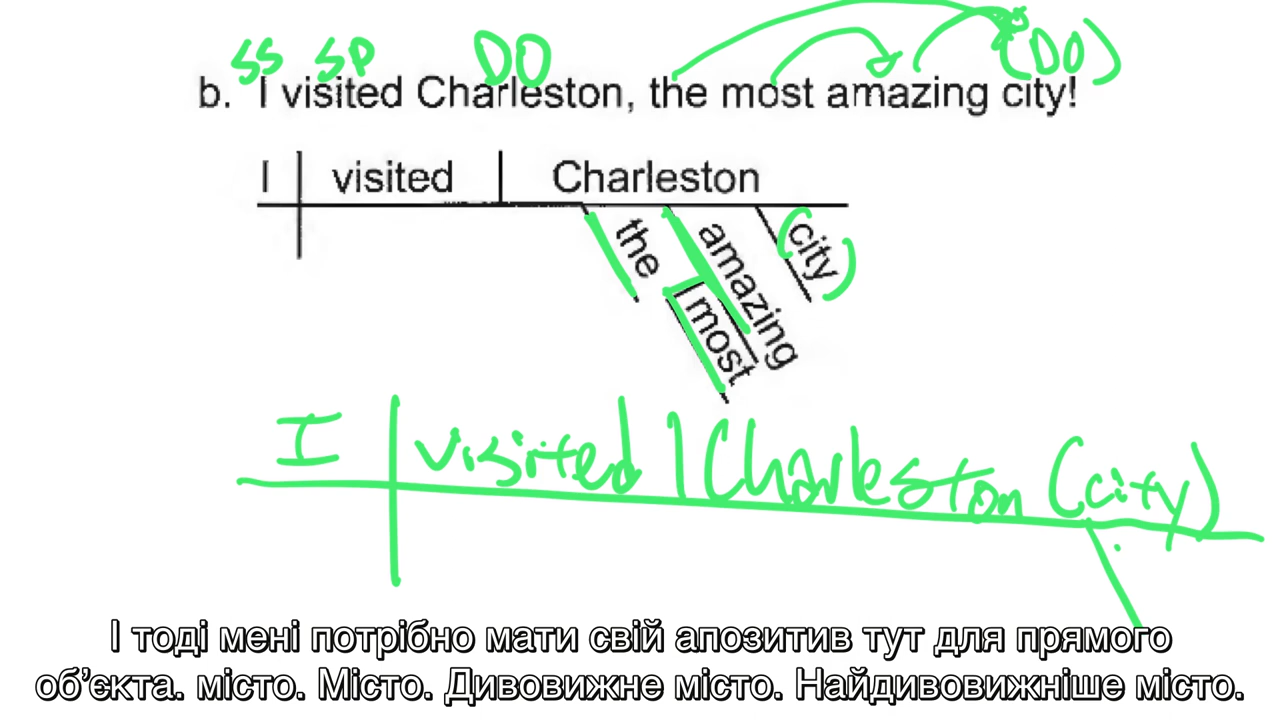 SS SP DO (DO)
b. I visited Charleston, the most amazing city!
I visited Charleston
the amazing (city)
most
I visited Charleston (city)
І тоді мені потрібно мати свій апозитив тут для прямого
об'єкта. місто. Місто. Дивовижне місто. Найдивовижніше місто.